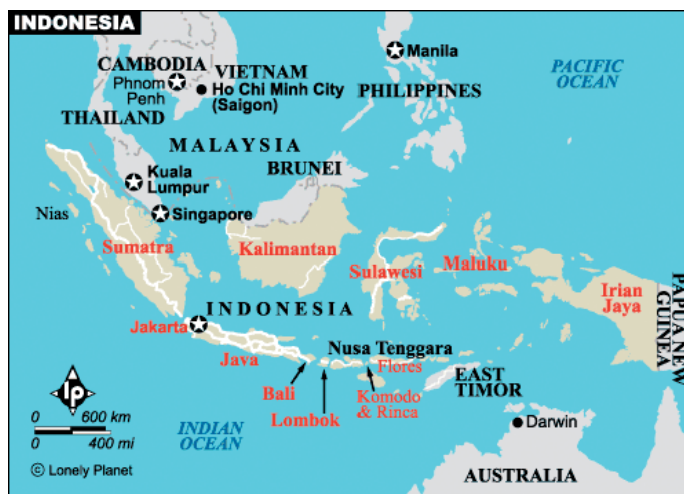 INDONESIA
Manila
CAMBODIA
PACIFIC
OCEAN
Phnom
Penh
VIETNAM
Ho Chi Minh City
(Saigon)
PHILIPPINES
THAILAND
MALAYSIA
BRUNEI
Kuala
Lumpur
Nias
Singapore
Sumatra
Kalimantan
Sulawesi
Maluku
Irian
Jaya
PAPUA NEW
GUINEA
INDONESIA
Jakarta
Java
Nusa Tenggara
Flores
Bali
Lombok
Komodo
& Rinca
EAST
TIMOR
lp
0 600 km
0 400 mi
INDIAN
OCEAN
Darwin
© Lonely Planet
AUSTRALIA